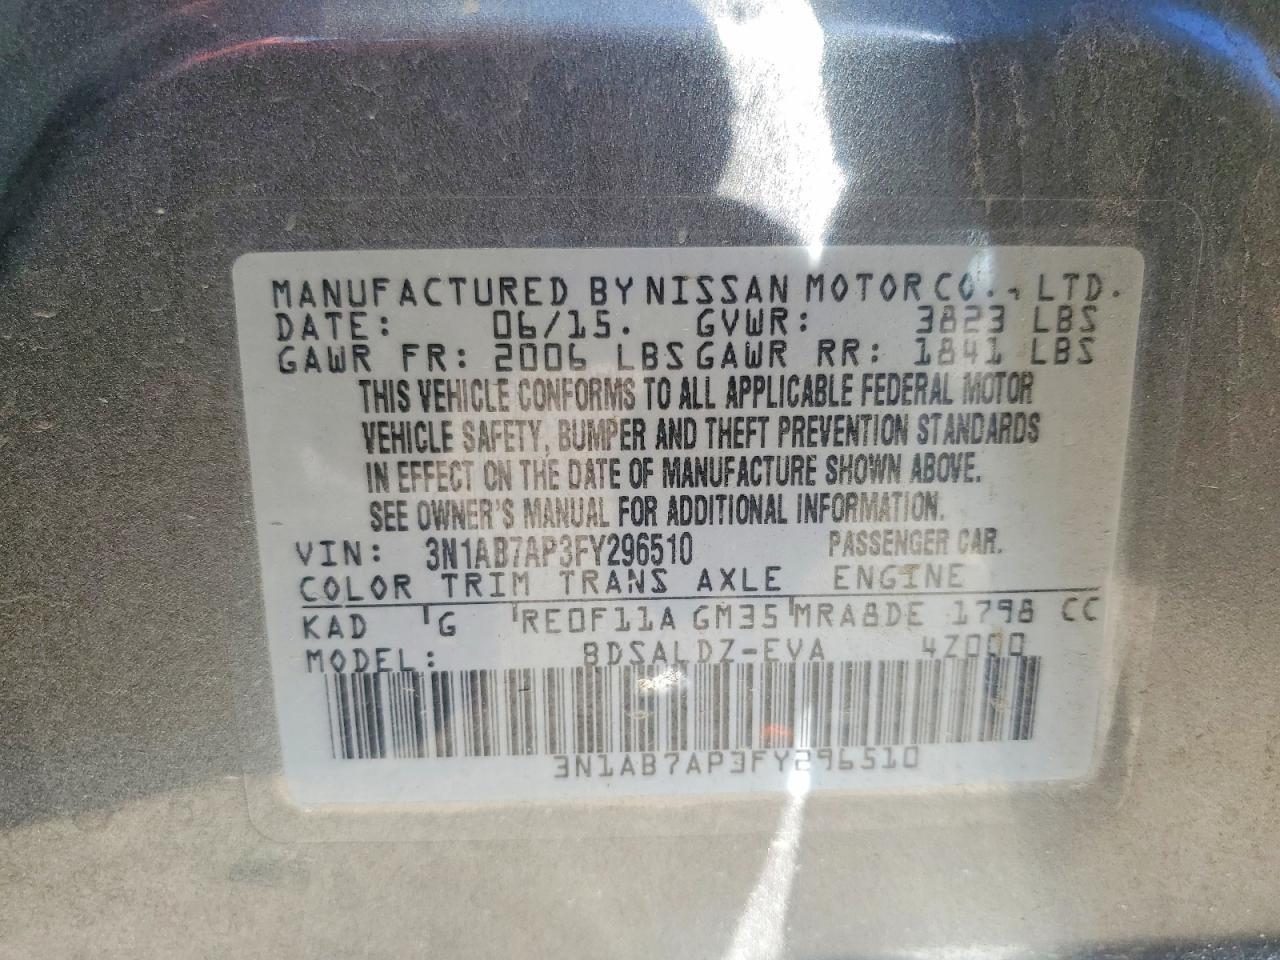 MANUFACTURED BY NISSAN MOTOR CO., LTD.
DATE: 06/15. GVWR: 3823 LBS
GAWR FR: 2006 LBS GAWR RR: 1841 LBS
THIS VEHICLE CONFORMS TO ALL APPLICABLE FEDERAL MOTOR
VEHICLE SAFETY, BUMPER AND THEFT PREVENTION STANDARDS
IN EFFECT ON THE DATE OF MANUFACTURE SHOWN ABOVE.
SEE OWNER'S MANUAL FOR ADDITIONAL INFORMATION.
VIN: 3N1AB7AP3FY296510 PASSENGER CAR.
COLOR TRIM TRANS AXLE ENGINE
KAD G RE0F11A GM35 MRA8DE 1798 CC
MODEL: BDSALDZ-EVA 4Z000
3N1AB7AP3FY296510